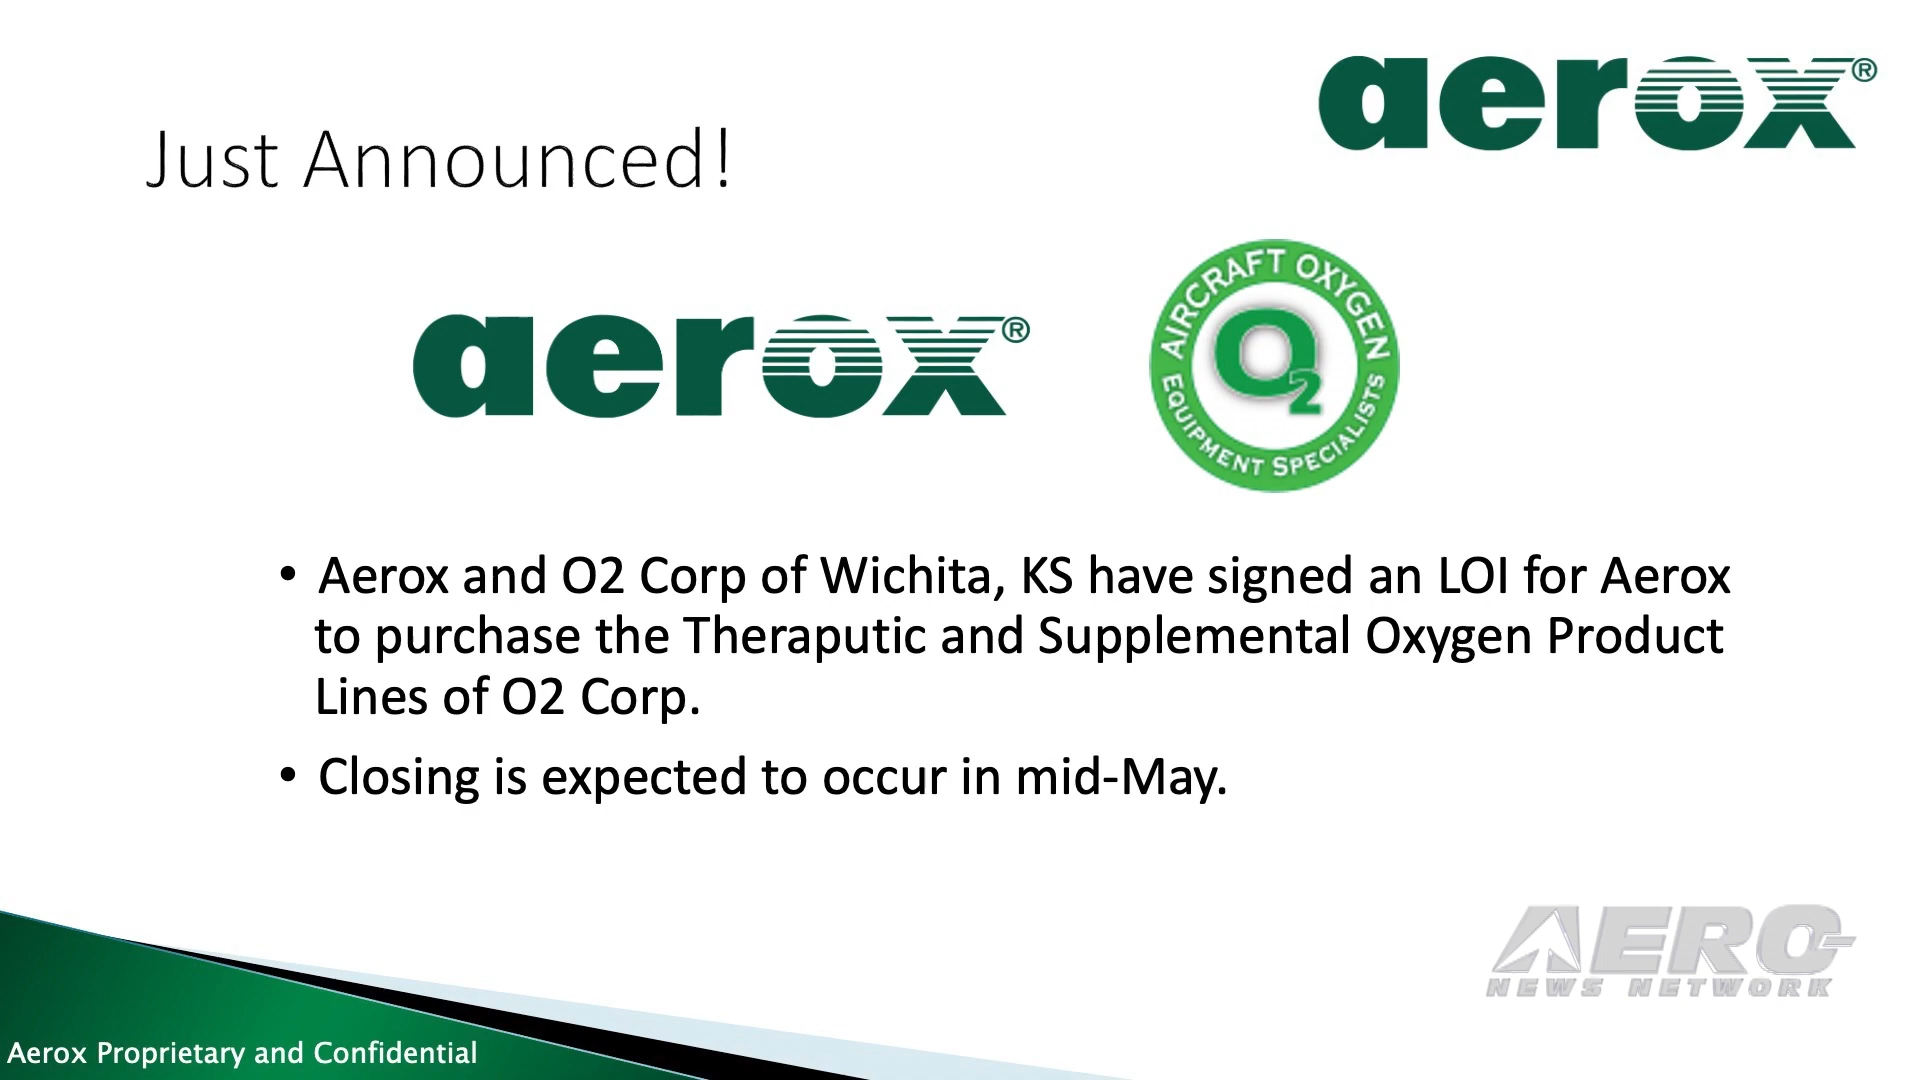 aerox®
Just Announced!
aerox®
AIRCRAFT OXYGEN
O2
EQUIPMENT SPECIALISTS
• Aerox and O2 Corp of Wichita, KS have signed an LOI for Aerox
to purchase the Theraputic and Supplemental Oxygen Product
Lines of O2 Corp.
• Closing is expected to occur in mid-May.
AERO
NEWS NETWORK
Aerox Proprietary and Confidential